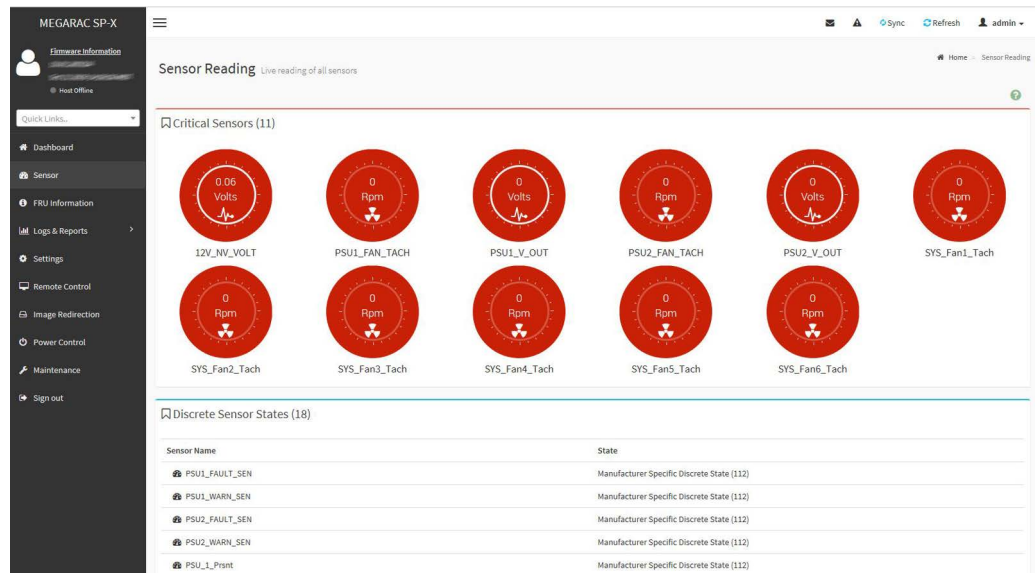 MEGARAC SP-X
Sync
Refresh
admin
Firmware Information
Host Offline
Quick Links..
Dashboard
Sensor
FRU Information
Logs & Reports
Settings
Remote Control
Image Redirection
Power Control
Maintenance
Sign out
Sensor Reading Live reading of all sensors
Home > Sensor Reading
Critical Sensors (11)
0.06 Volts
0 Rpm
0 Volts
0 Rpm
0 Volts
0 Rpm
12V_NV_VOLT
PSU1_FAN_TACH
PSU1_V_OUT
PSU2_FAN_TACH
PSU2_V_OUT
SYS_Fan1_Tach
0 Rpm
0 Rpm
0 Rpm
0 Rpm
0 Rpm
SYS_Fan2_Tach
SYS_Fan3_Tach
SYS_Fan4_Tach
SYS_Fan5_Tach
SYS_Fan6_Tach
Discrete Sensor States (18)
Sensor Name State
PSU1_FAULT_SEN Manufacturer Specific Discrete State (112)
PSU1_WARN_SEN Manufacturer Specific Discrete State (112)
PSU2_FAULT_SEN Manufacturer Specific Discrete State (112)
PSU2_WARN_SEN Manufacturer Specific Discrete State (112)
PSU_1_Prsnt Manufacturer Specific Discrete State (112)